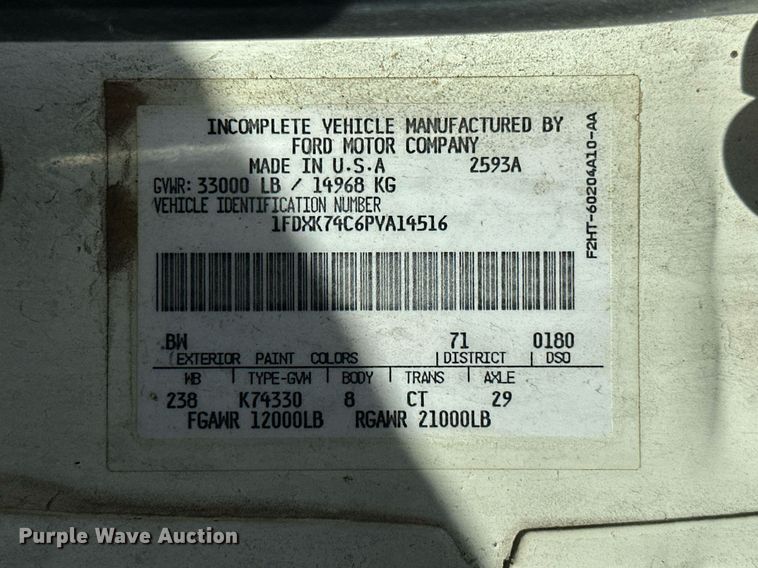 INCOMPLETE VEHICLE MANUFACTURED BY
FORD MOTOR COMPANY
MADE IN U.S.A 2593A
GVWR: 33000 LB / 14968 KG
VEHICLE IDENTIFICATION NUMBER
1FDXK74C6PVA14516
F2HT-60204A10-AA
BW 71 0180
EXTERIOR PAINT COLORS DISTRICT DSO
WB TYPE-GVW BODY TRANS AXLE
238 K74330 8 CT 29
FGAWR 12000LB RGAWR 21000LB
Purple Wave Auction